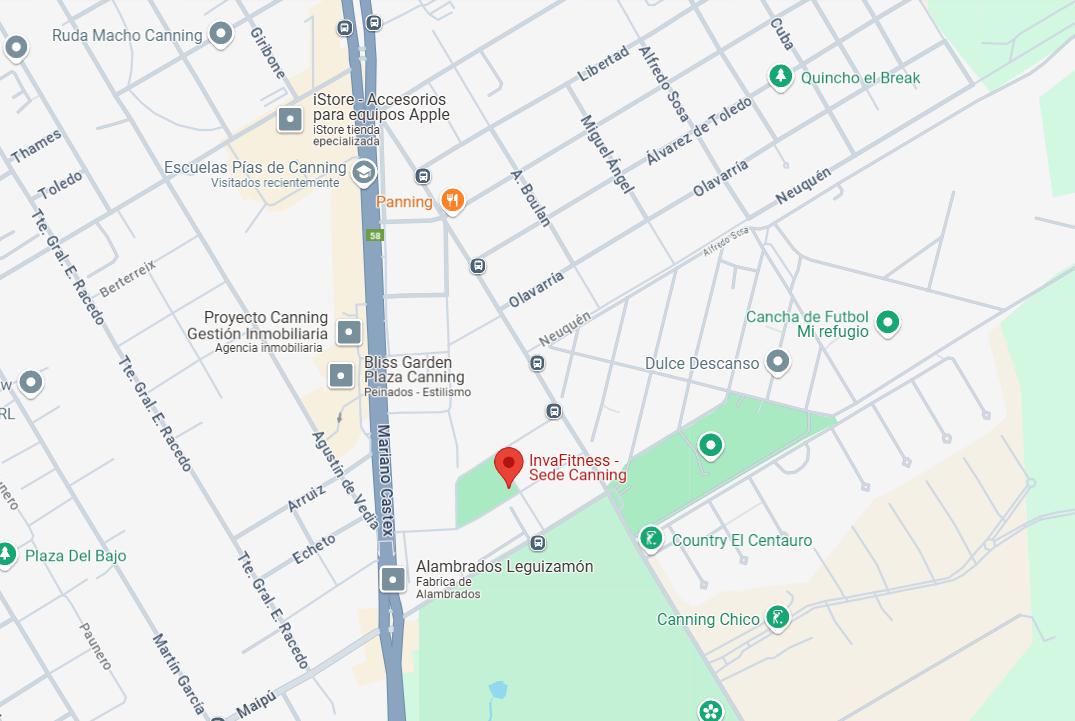 Ruda Macho Canning
Giribone
Cuba
Libertad
Alfredo Sosa
Quincho el Break
iStore - Accesorios
para equipos Apple
iStore tienda
epecializada
Thames
Miguel Ángel
Álvarez de Toledo
Escuelas Pías de Canning
Visitados recientemente
Toledo
A. Boulan
Olavarría
Neuquén
Panning
58
Tte. Gral. E. Racedo
Alfredo Sosa
Berterreix
Olavarría
Proyecto Canning
Gestión Inmobiliaria
Agencia inmobiliaria
Neuquén
Cancha de Futbol
Mi refugio
Bliss Garden
Plaza Canning
Peinados - Estilismo
Dulce Descanso
w
RL
Tte. Gral. E. Racedo
Agustín de Vedia
Mariano Castex
InvaFitness -
Sede Canning
Arruiz
unero
Echeto
Plaza Del Bajo
Country El Centauro
Alambrados Leguizamón
Fabrica de
Alambrados
Tte. Gral. E. Racedo
Canning Chico
Paunero
Martín García
Maipú